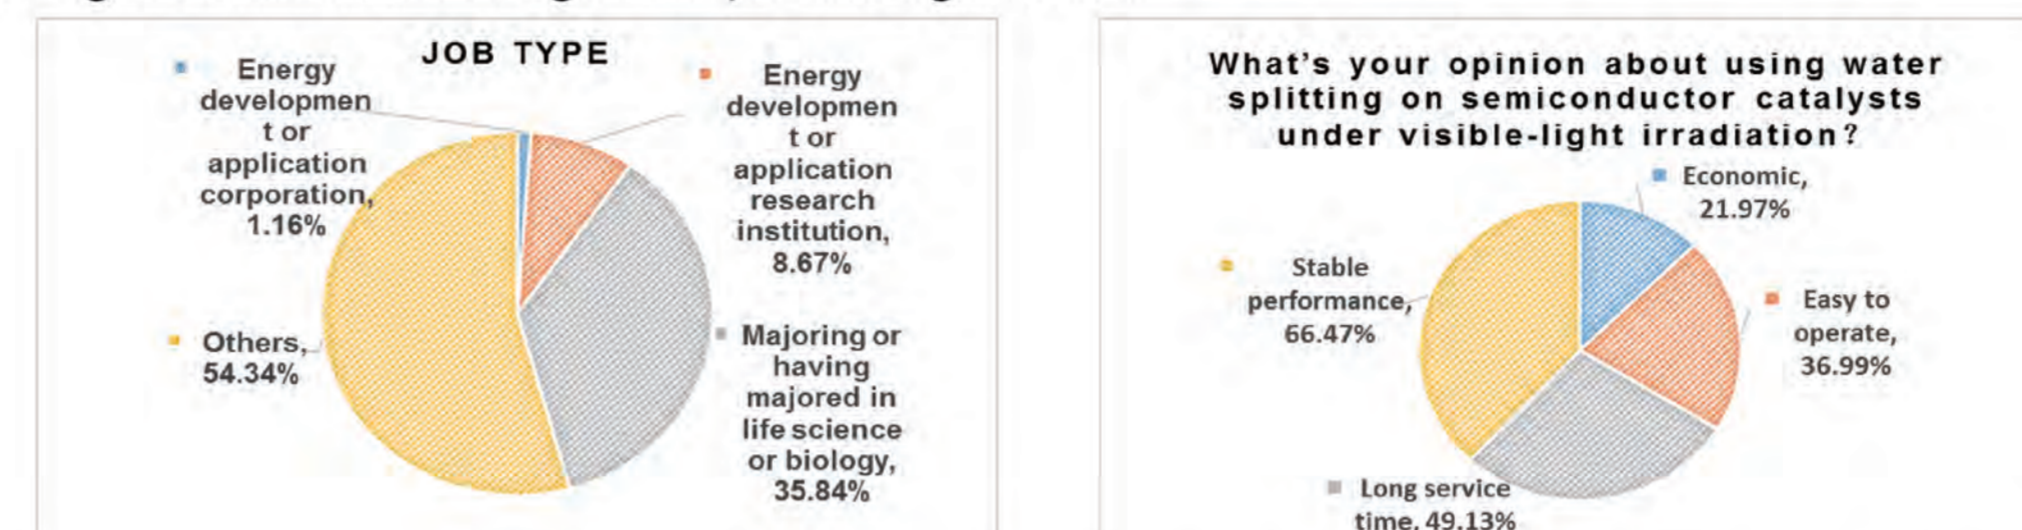 JOB TYPE
Energy
developmen
t or
application
corporation,
1.16%
Energy
developmen
t or
application
research
institution,
8.67%
Others,
54.34%
Majoring or
having
majored in
life science
or biology,
35.84%
What's your opinion about using water
splitting on semiconductor catalysts
under visible-light irradiation?
Economic,
21.97%
Stable
performance,
66.47%
Easy to
operate,
36.99%
Long service
time, 49.13%